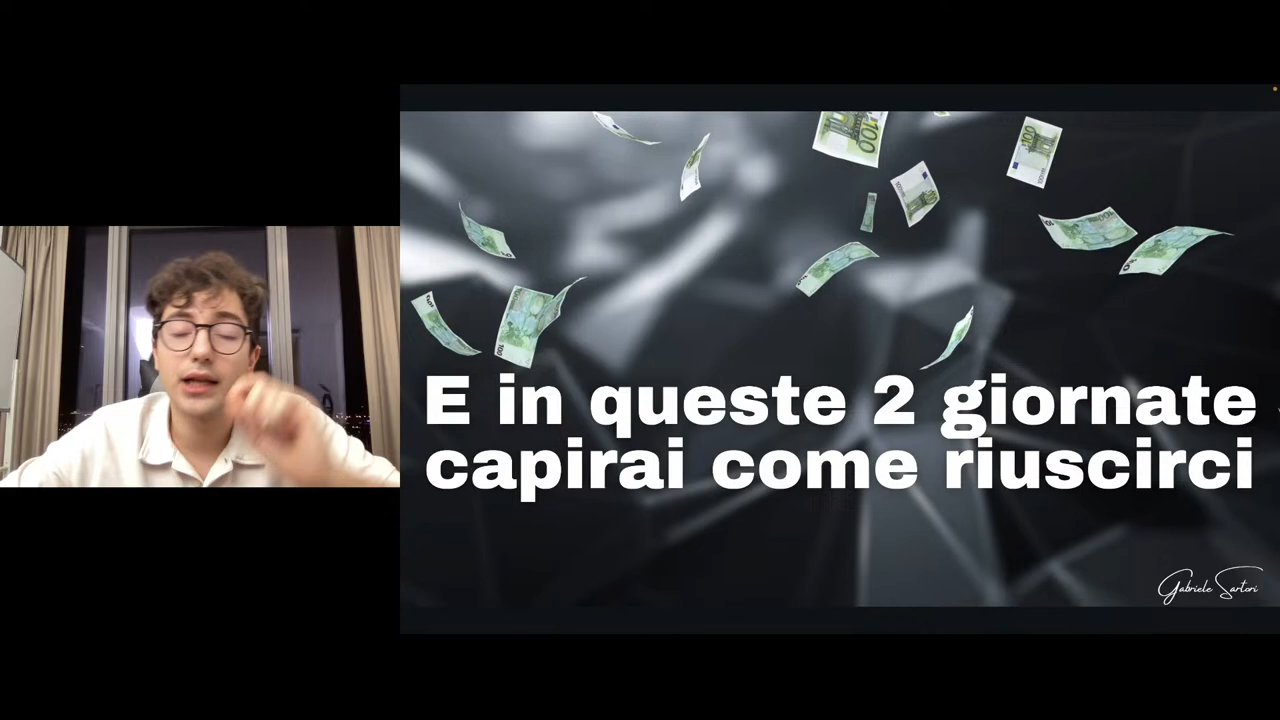 E in queste 2 giornate
capirai come riuscirci
Gabriele Sartori